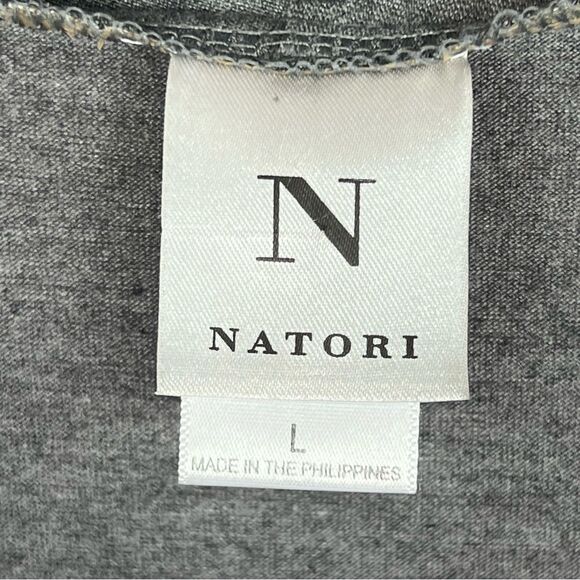 N
NATORI
L
MADE IN THE PHILIPPINES